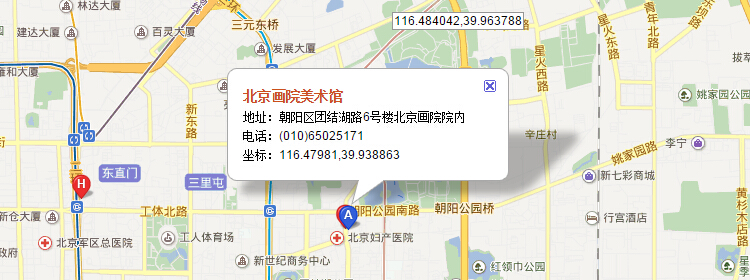 林达大厦
三元东桥
116.484042,39.963788
建达大厦
百灵大厦
发展大厦
星火东路
青年北路
雍和大厦
星火西路
姚家园公园
北京画院美术馆
地址：朝阳区团结湖路6号楼北京画院院内
电话：(010)65025171
坐标：116.47981,39.938863
新东路
辛庄村
姚家园路
李宁
东直门
三里屯
新七彩商城
H
工体北路
A
朝阳公园南路
朝阳公园桥
新仓大厦
行宫酒店
黄杉木店路
北京军区总医院
工人体育场
北京妇产医院
政府
新世纪商务中心
红领巾公园